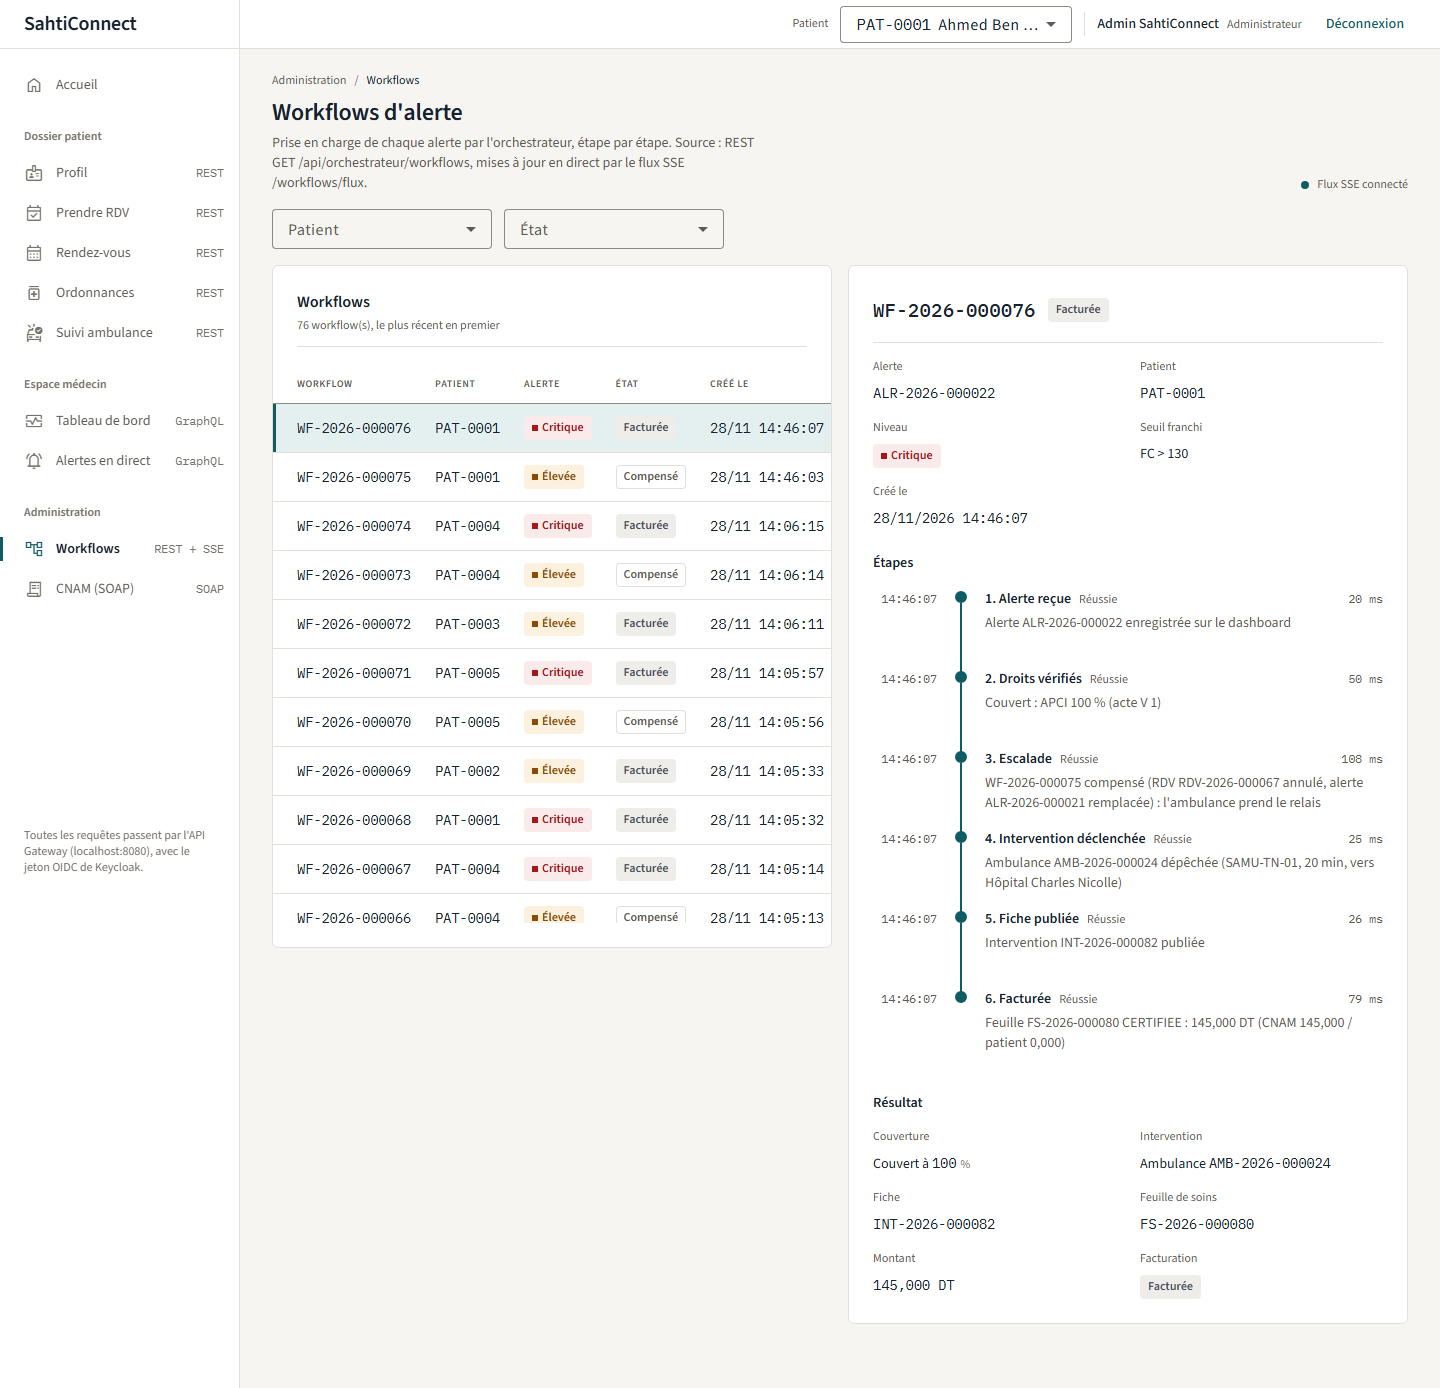 SahtiConnect
Patient PAT-0001 Ahmed Ben ... Admin SahtiConnect Administrateur Déconnexion
Accueil
Dossier patient
Profil REST
Prendre RDV REST
Rendez-vous REST
Ordonnances REST
Suivi ambulance REST
Espace médecin
Tableau de bord GraphQL
Alertes en direct GraphQL
Administration
Workflows REST + SSE
CNAM (SOAP) SOAP
Toutes les requêtes passent par l'API
Gateway (localhost:8080), avec le
jeton OIDC de Keycloak.
Administration / Workflows
Workflows d'alerte
Prise en charge de chaque alerte par l'orchestrateur, étape par étape. Source : REST
GET /api/orchestrateur/workflows, mises à jour en direct par le flux SSE
/workflows/flux.
Flux SSE connecté
Patient
État
Workflows
76 workflow(s), le plus récent en premier
WORKFLOW PATIENT ALERTE ÉTAT CRÉÉ LE
WF-2026-000076 PAT-0001 Critique Facturée 28/11 14:46:07
WF-2026-000075 PAT-0001 Élevée Compensé 28/11 14:46:03
WF-2026-000074 PAT-0004 Critique Facturée 28/11 14:06:15
WF-2026-000073 PAT-0004 Élevée Compensé 28/11 14:06:14
WF-2026-000072 PAT-0003 Élevée Facturée 28/11 14:06:11
WF-2026-000071 PAT-0005 Critique Facturée 28/11 14:05:57
WF-2026-000070 PAT-0005 Élevée Compensé 28/11 14:05:56
WF-2026-000069 PAT-0002 Élevée Facturée 28/11 14:05:33
WF-2026-000068 PAT-0001 Critique Facturée 28/11 14:05:32
WF-2026-000067 PAT-0004 Critique Facturée 28/11 14:05:14
WF-2026-000066 PAT-0004 Élevée Compensé 28/11 14:05:13
WF-2026-000076 Facturée
Alerte Patient
ALR-2026-000022 PAT-0001
Niveau Seuil franchi
Critique FC > 130
Créé le
28/11/2026 14:46:07
Étapes
14:46:07 1. Alerte reçue Réussie 20 ms
Alerte ALR-2026-000022 enregistrée sur le dashboard
14:46:07 2. Droits vérifiés Réussie 50 ms
Couvert : APCI 100 % (acte V 1)
14:46:07 3. Escalade Réussie 108 ms
WF-2026-000075 compensé (RDV RDV-2026-000067 annulé, alerte
ALR-2026-000021 remplacée) : l'ambulance prend le relais
14:46:07 4. Intervention déclenchée Réussie 25 ms
Ambulance AMB-2026-000024 dépêchée (SAMU-TN-01, 20 min, vers
Hôpital Charles Nicolle)
14:46:07 5. Fiche publiée Réussie 26 ms
Intervention INT-2026-000082 publiée
14:46:07 6. Facturée Réussie 79 ms
Feuille FS-2026-000080 CERTIFIEE : 145,000 DT (CNAM 145,000 /
patient 0,000)
Résultat
Couverture Intervention
Couvert à 100 % Ambulance AMB-2026-000024
Fiche Feuille de soins
INT-2026-000082 FS-2026-000080
Montant Facturation
145,000 DT Facturée